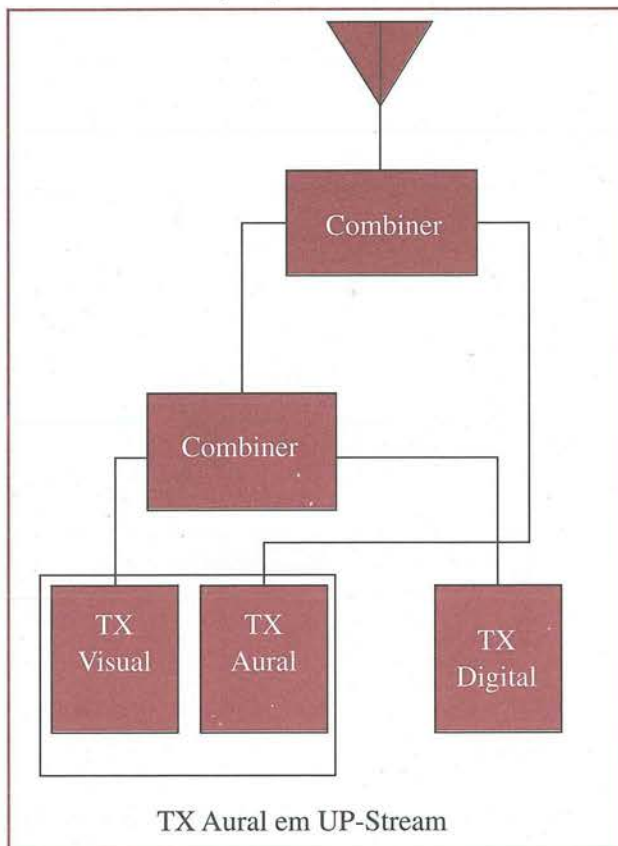 Combiner
Combiner
TX
Visual
TX
Aural
TX
Digital
TX Aural em UP-Stream